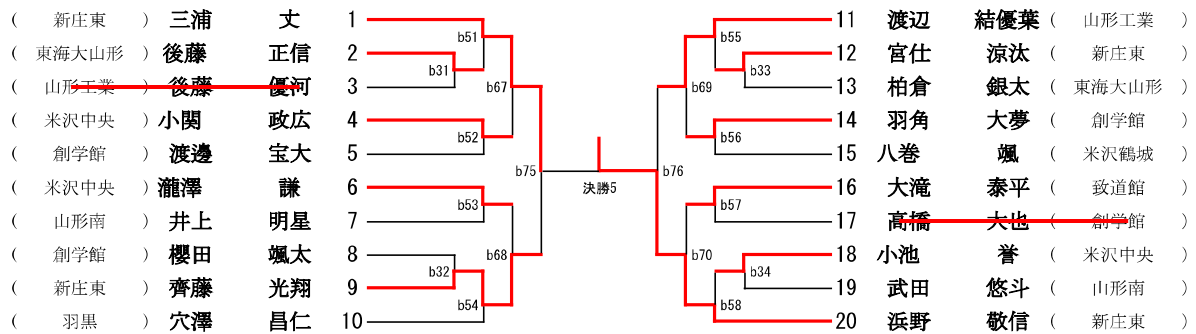 ( 新庄東 ) 三浦 丈 1
( 東海大山形 ) 後藤 正信 2
( 山形工業 ) 後藤 優河 3
( 米沢中央 ) 小関 政広 4
( 創学館 ) 渡邊 宝大 5
( 米沢中央 ) 瀧澤 謙 6
( 山形南 ) 井上 明星 7
( 創学館 ) 櫻田 颯太 8
( 新庄東 ) 齊藤 光翔 9
( 羽黒 ) 穴澤 昌仁 10
b51
b31
b67
b52
b75
b53
b68
b32
b54
決勝5
b55
b33
b69
b56
b76
b57
b70
b34
b58
11 渡辺 結優葉 ( 山形工業 )
12 宮仕 涼汰 ( 新庄東 )
13 柏倉 銀太 ( 東海大山形 )
14 羽角 大夢 ( 創学館 )
15 八巻 颯 ( 米沢鶴城 )
16 大滝 泰平 ( 致道館 )
17 高橋 大也 ( 創学館 )
18 小池 誉 ( 米沢中央 )
19 武田 悠斗 ( 山形南 )
20 浜野 敬信 ( 新庄東 )